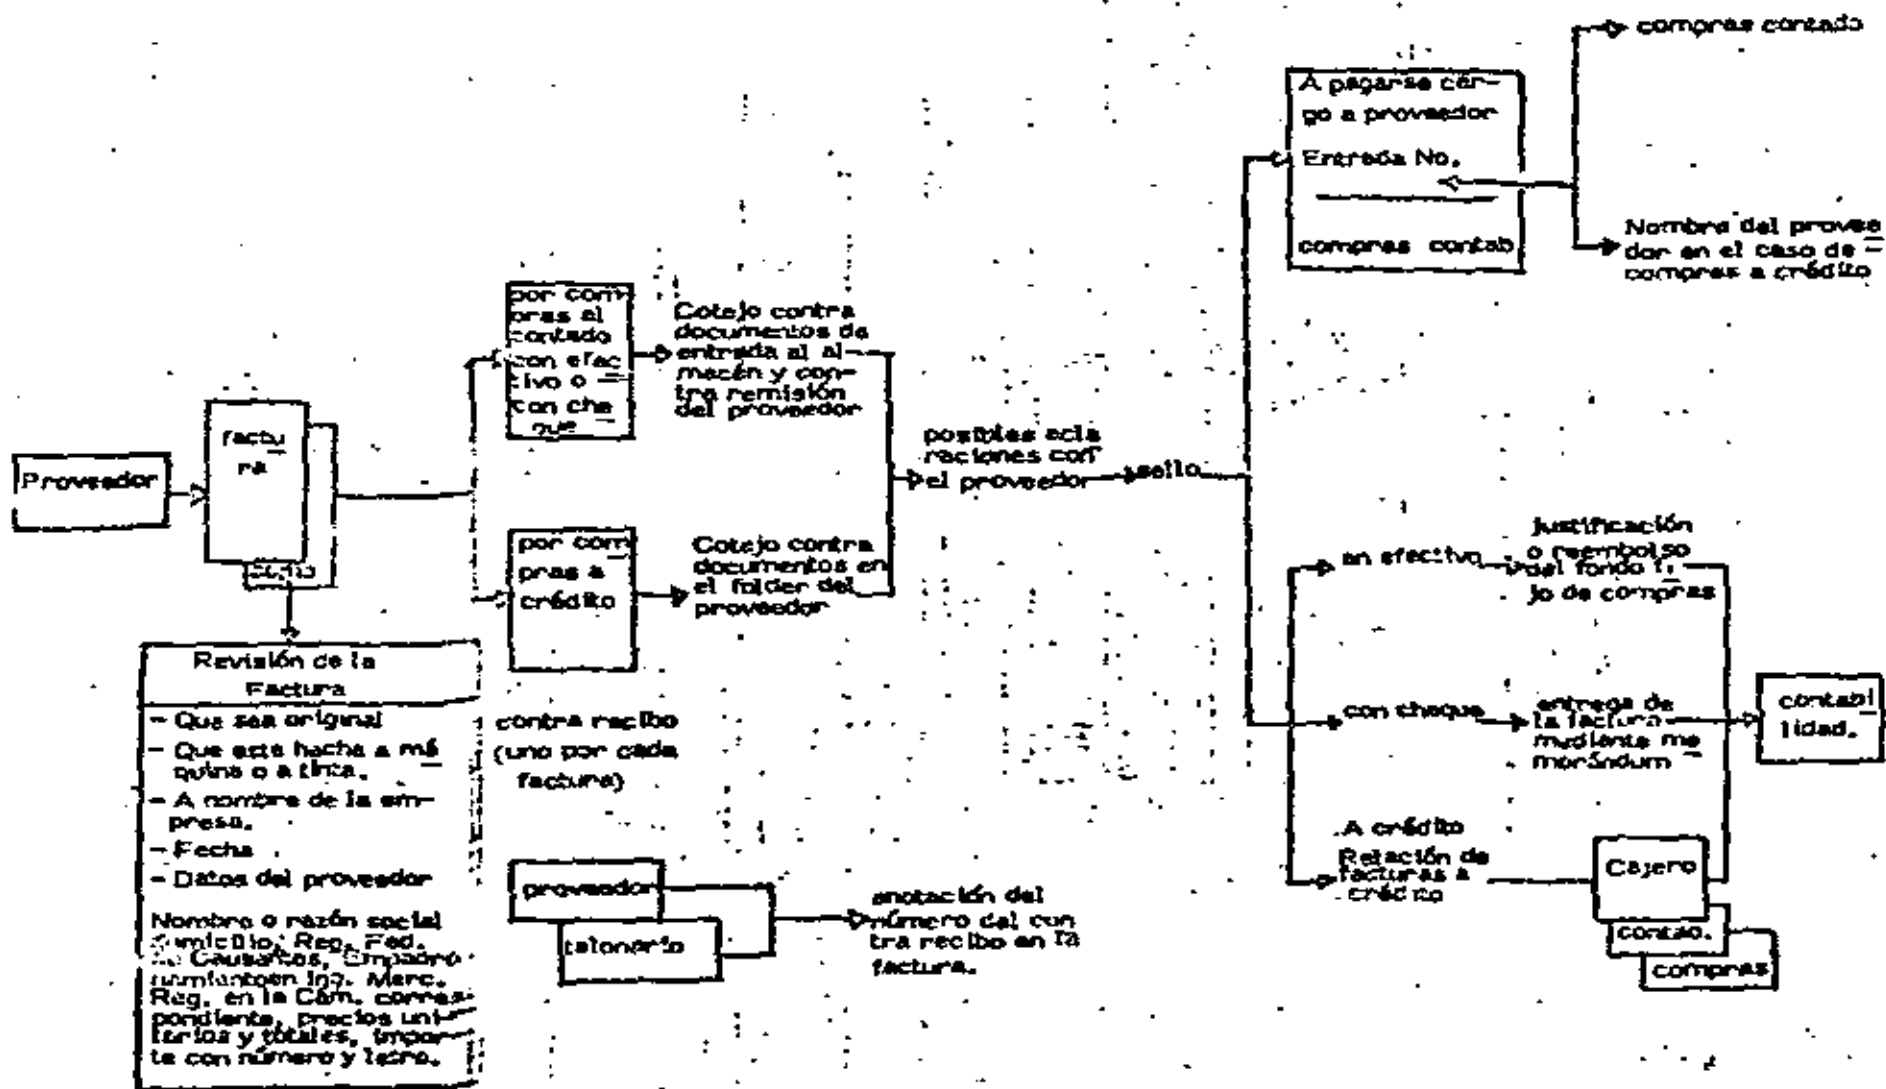 Proveedor
factu
ra
Revisión de la
Factura
- Que sea original
- Que este hecha a má
quina o a tinta.
- A nombre de la em-
presa.
- Fecha
- Datos del proveedor
Nombre o razón social
Domicilio, Reg. Fed.
Causantes, Empadro
namiento en Ing. Merc.
Reg. en la Cám. corres
pondiente, precios uni-
tarios y totales, impor-
te con número y letra.
por com
pras al
contado
con efec
tivo o
con che
que
Cotejo contra
documentos de
entrada al al-
macén y con-
tra remisión
del proveedor
por com
pras a
crédito
Cotejo contra
documentos en
el folder del
proveedor
contra recibo
(uno por cada
factura)
proveedor
talonario
anotación del
número del con
tra recibo en la
factura.
posibles acla
raciones con
el proveedor
sello
A pagarse car-
go a proveedor
Entrada No.
compras contab
compras contado
Nombre del provee
dor en el caso de
compras a crédito
en efectivo
justificación
o reembolso
del fondo fi
jo de compras
con cheque
entrega de
la factura
mediante me
morándum
A crédito
Relación de
facturas a
crédito
Cajero
contab.
compras
contabi
lidad.